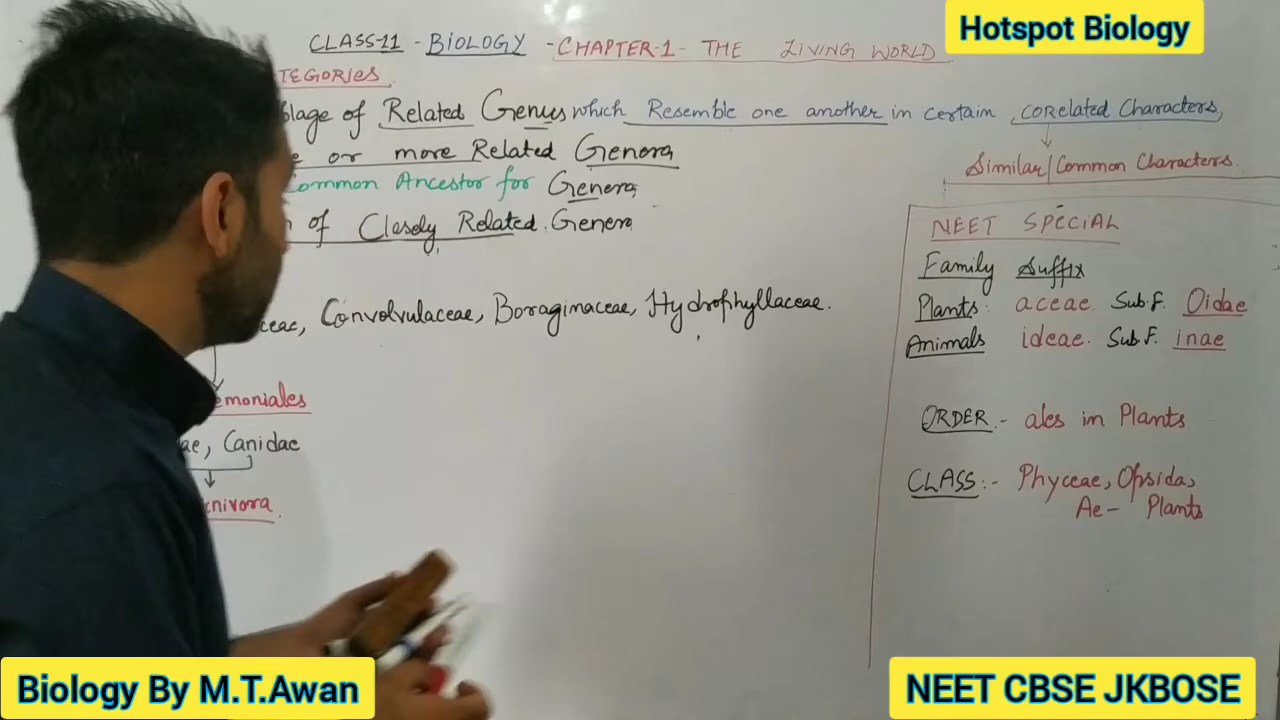 Hotspot Biology
CLASS-11 - BIOLOGY - CHAPTER-1 - THE LIVING WORLD
TEGORIES.
blage of Related Genus which Resemble one another in certain corelated Characters,
e or more Related Genera
Similar/Common Characters.
ommon Ancestor for Genera,
of Closely Related Genera
NEET SPECIAL
Family Suffix
Plants: aceae. Sub.F. Oidae
Animals ideae. Sub.F. inae
ceae, Convolvulaceae, Boraginaceae, Hydrophyllaceae.
emoniales
ORDER.- ales in Plants
ae, Canidae
CLASS:- Phyceae, Opsida,
Ae- Plants
nivora.
Biology By M.T.Awan
NEET CBSE JKBOSE